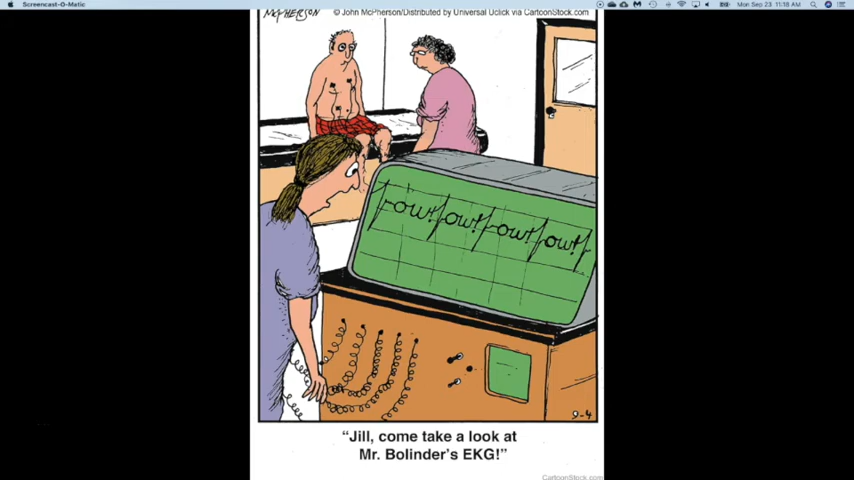 Screencast-O-Matic
Mon Sep 23 11:18 AM
McPHERSON
© John McPherson/Distributed by Universal Uclick via CartoonStock.com
ow! ow! ow! ow!
9-4
"Jill, come take a look at
Mr. Bolinder's EKG!"
CartoonStock.com